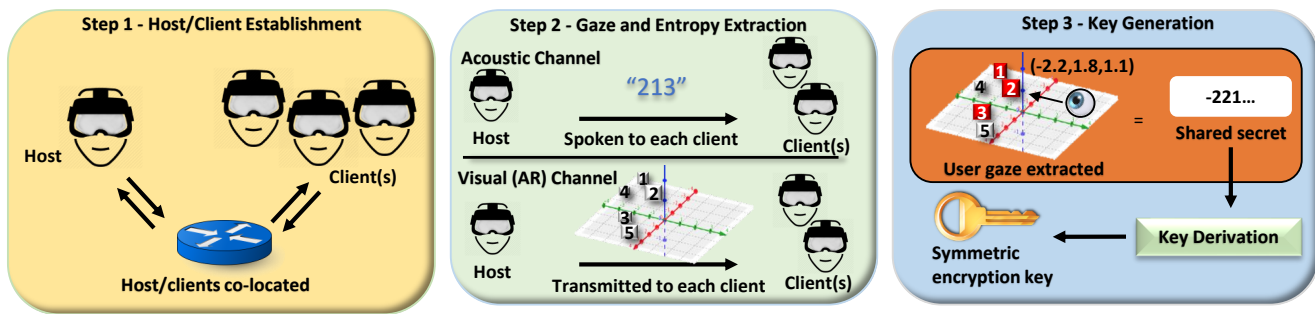 Step 1 - Host/Client Establishment
Host
Client(s)
Host/clients co-located
Step 2 - Gaze and Entropy Extraction
Acoustic Channel
“213”
Host
Spoken to each client
Client(s)
Visual (AR) Channel
1
4 2
3
5
Host
Transmitted to each client
Client(s)
Step 3 - Key Generation
(-2.2,1.8,1.1)
1
4 2
3
5
=
-221...
Shared secret
User gaze extracted
Key Derivation
Symmetric
encryption key